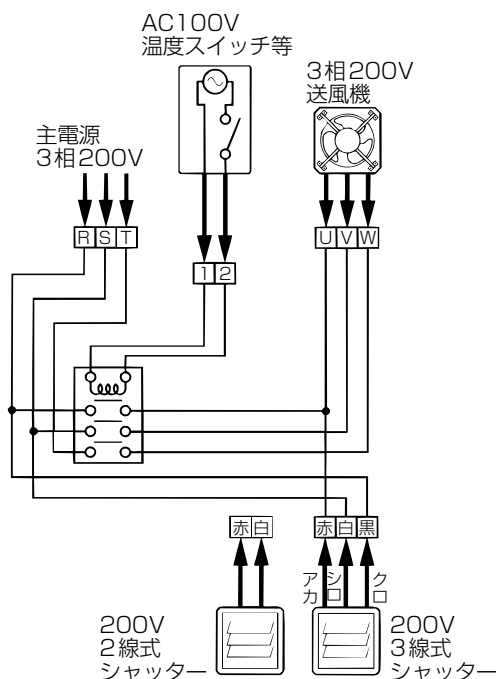 AC100V
温度スイッチ等
3相200V
送風機
主電源
3相200V
R S T
U V W
1 2
赤 白
赤 白 黒
アカ
シロ
クロ
200V
2線式
シャッター
200V
3線式
シャッター